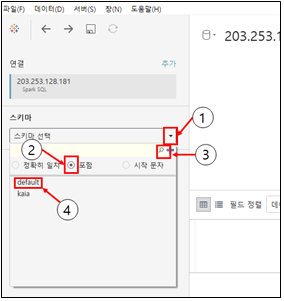 파일(F) 데이터(D) 서버(S) 창(N) 도움말(H)
203.253.1
연결 추가
203.253.128.181
Spark SQL
스키마
스키마 선택
1
2
3
정확히 일치 포함 시작 문자
default
kaia
4
필드 정렬 데